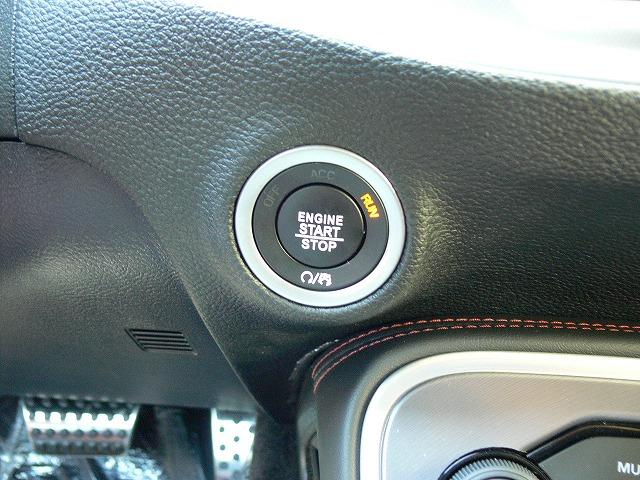 OFF ACC RUN
ENGINE
START
STOP
MU